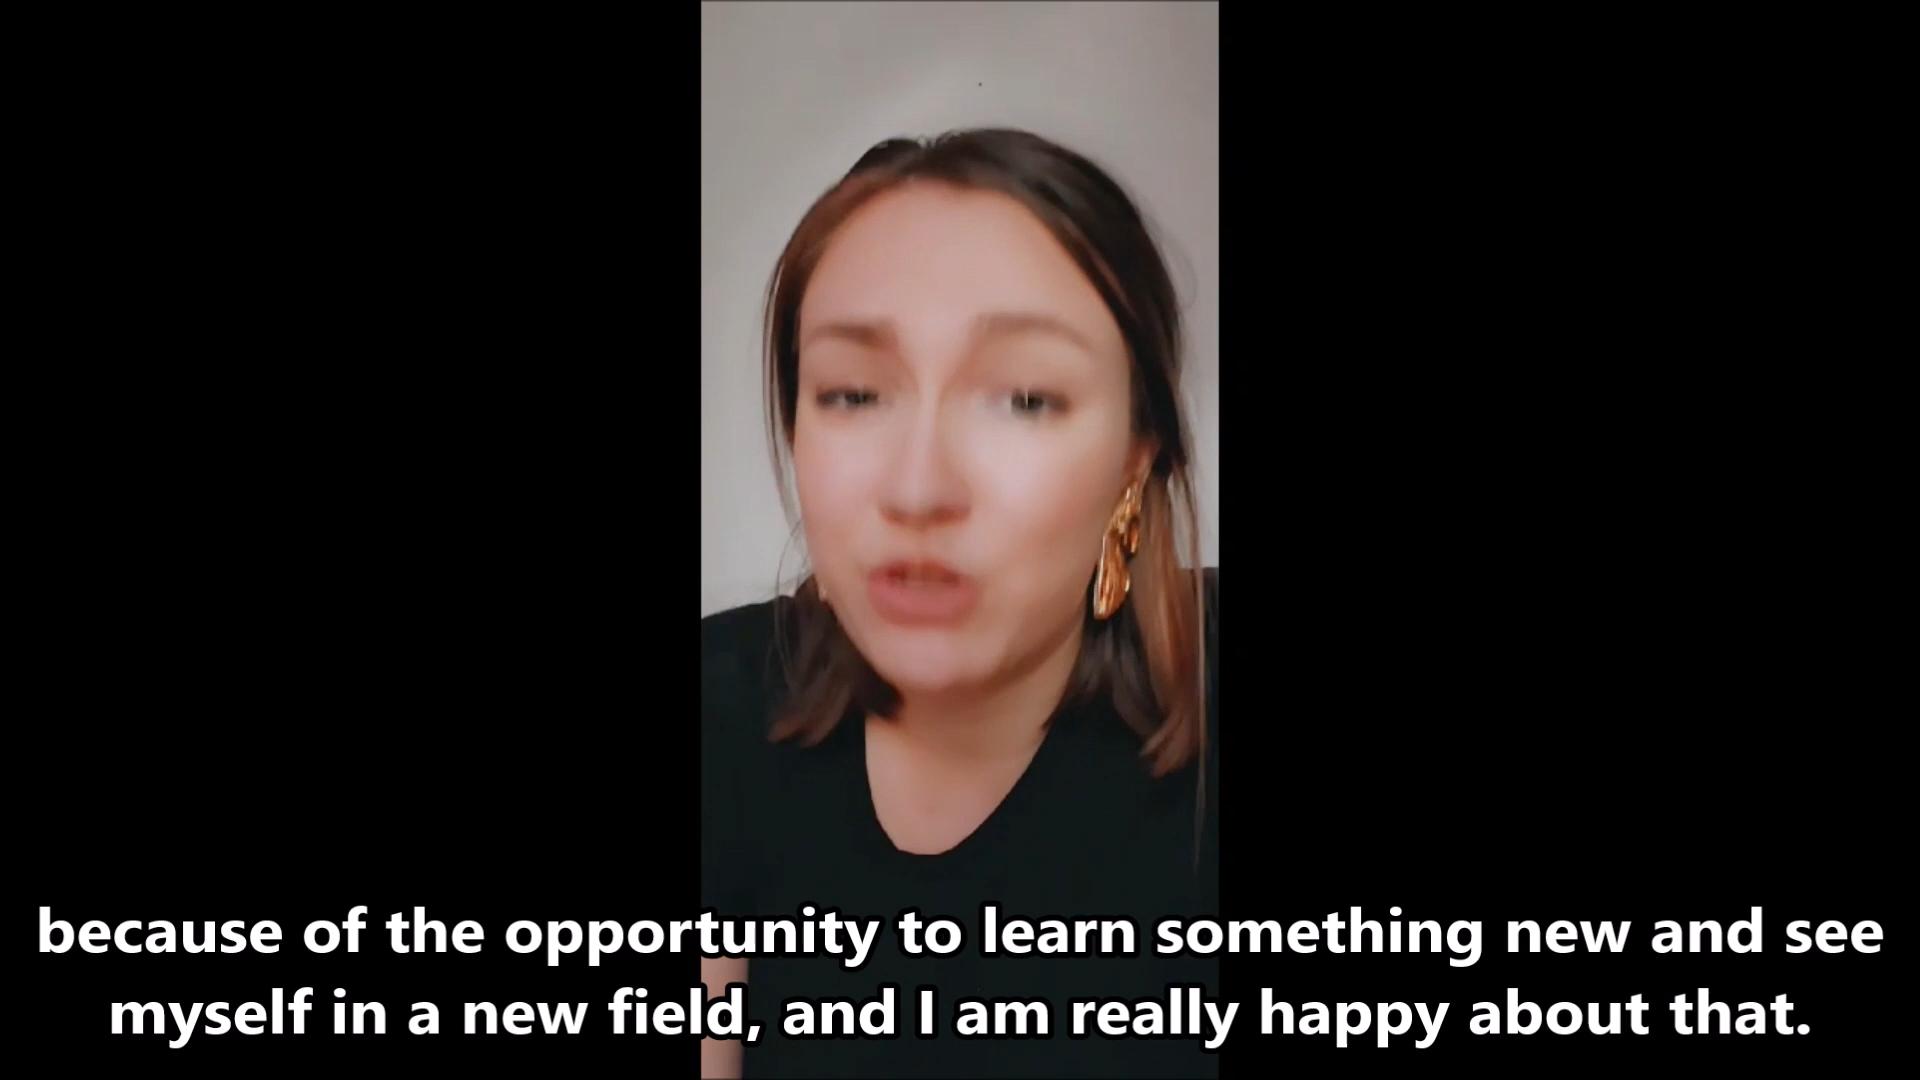 because of the opportunity to learn something new and see
myself in a new field, and I am really happy about that.